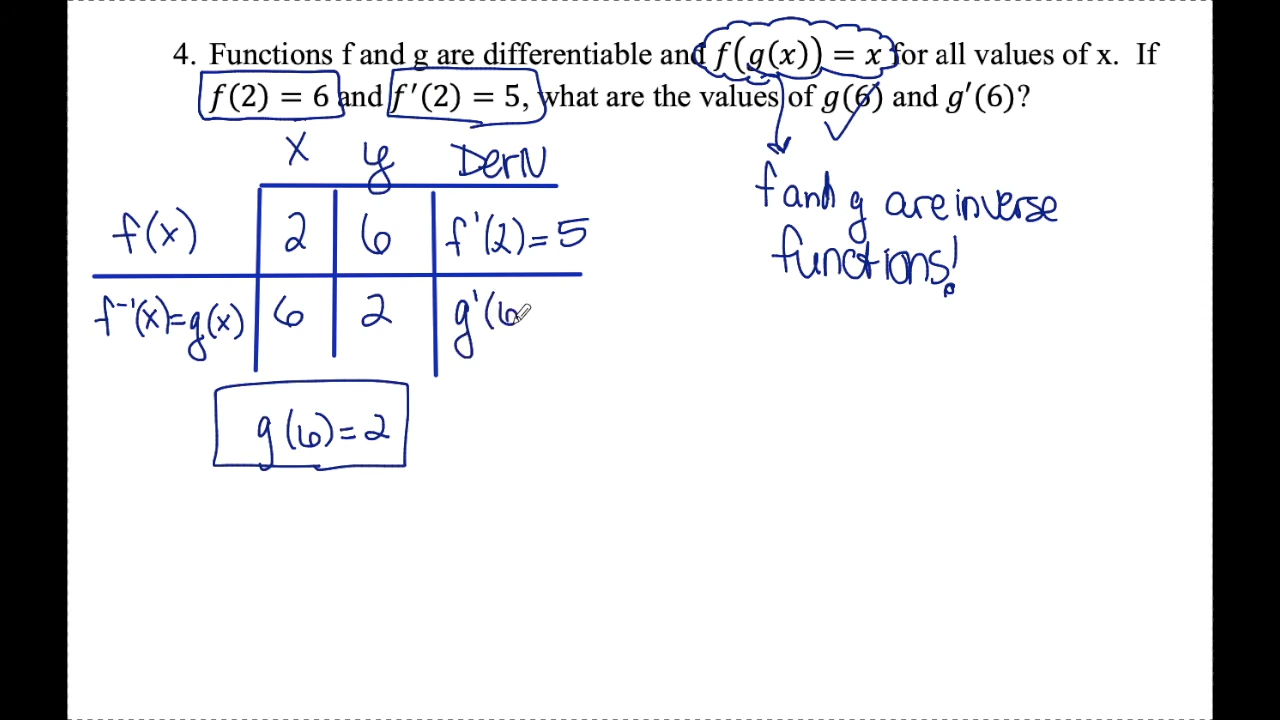 4. Functions f and g are differentiable and f(g(x)) = x for all values of x. If
f(2) = 6 and f'(2) = 5, what are the values of g(6) and g'(6)?
x y Deriv
f(x) 2 6 f'(2)=5
f⁻¹(x)=g(x) 6 2 g'(6
g(6)=2
f and g are inverse
functions!